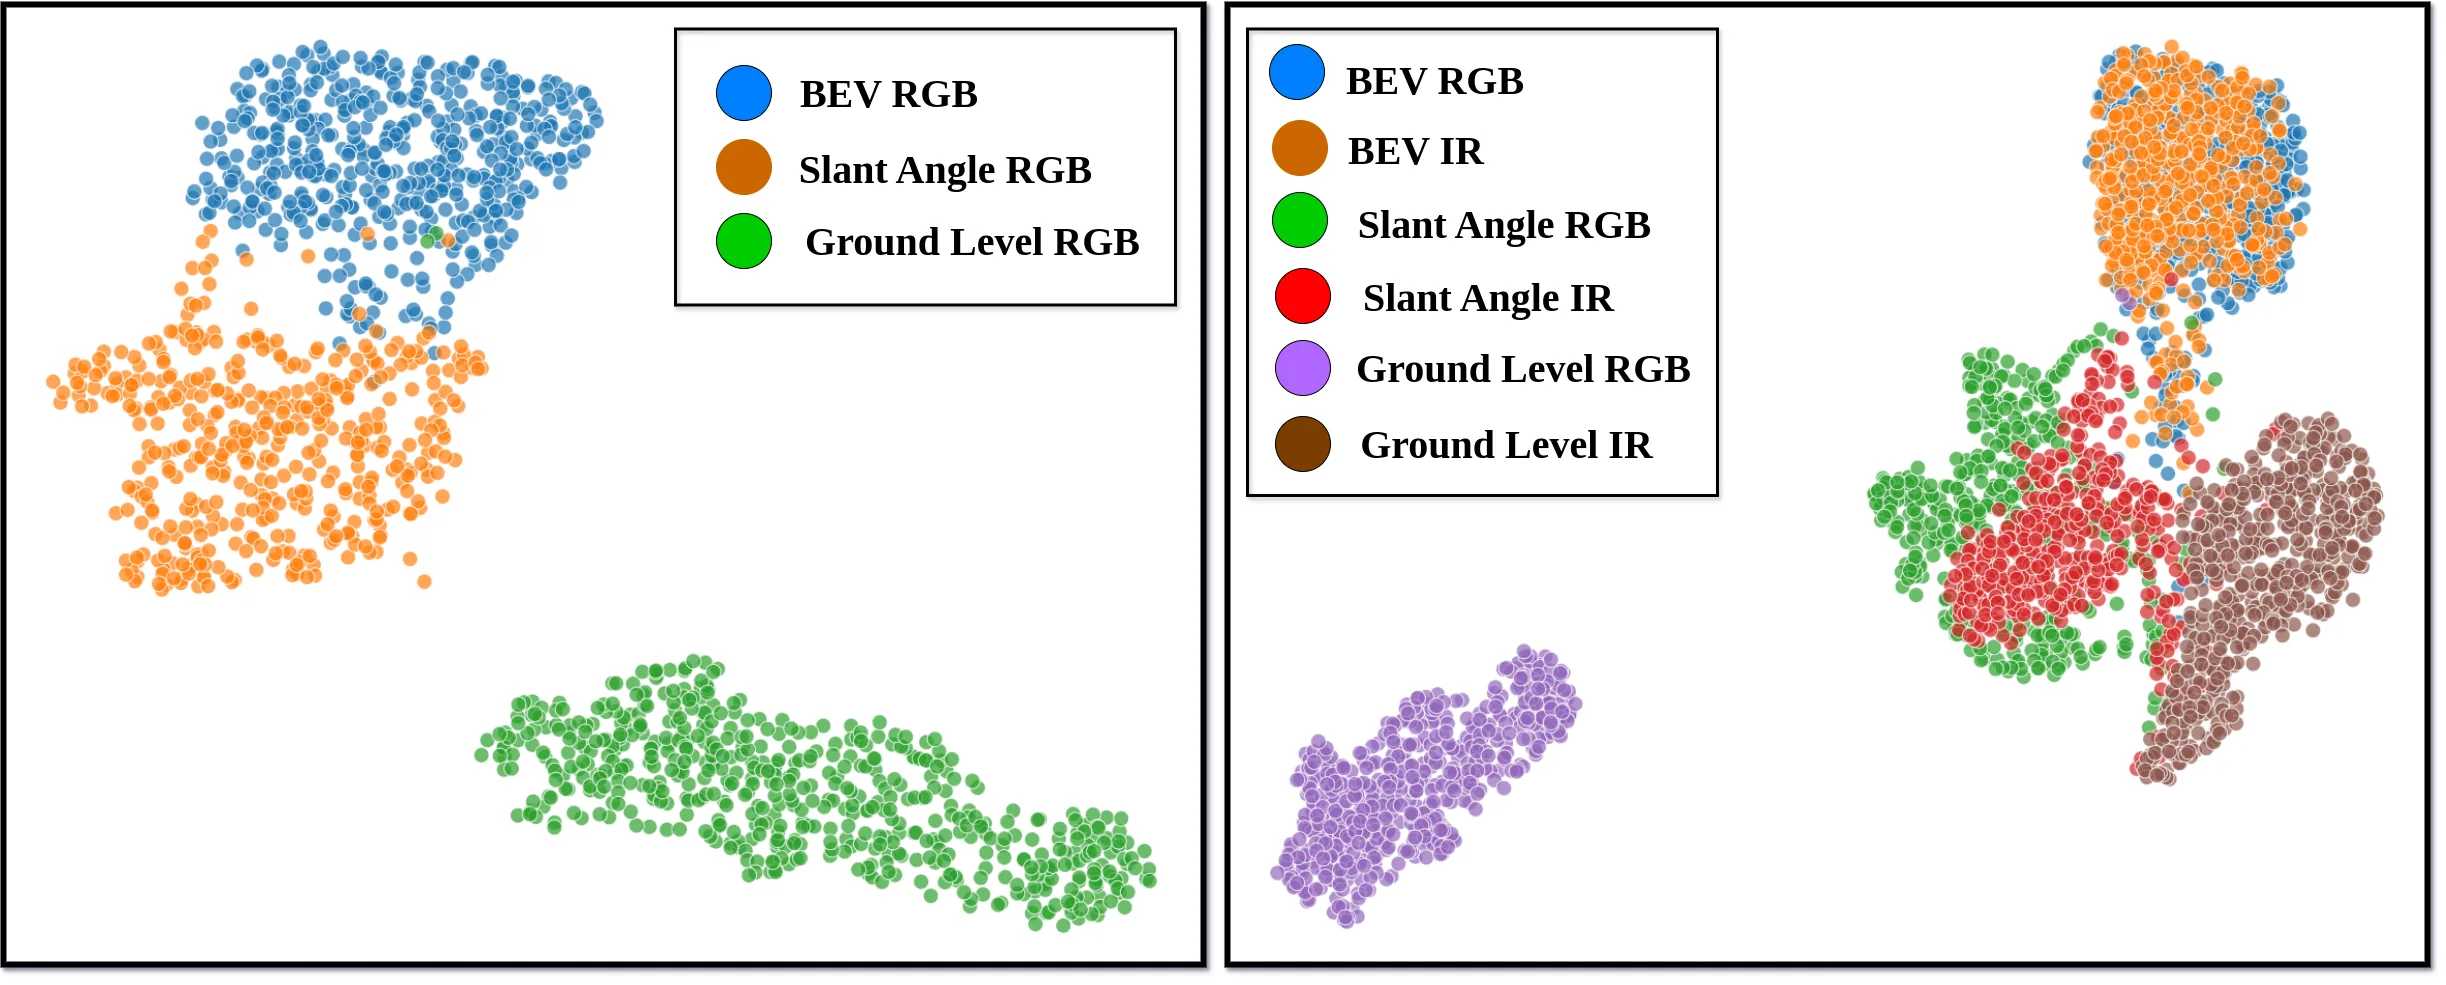 BEV RGB
Slant Angle RGB
Ground Level RGB
BEV RGB
BEV IR
Slant Angle RGB
Slant Angle IR
Ground Level RGB
Ground Level IR